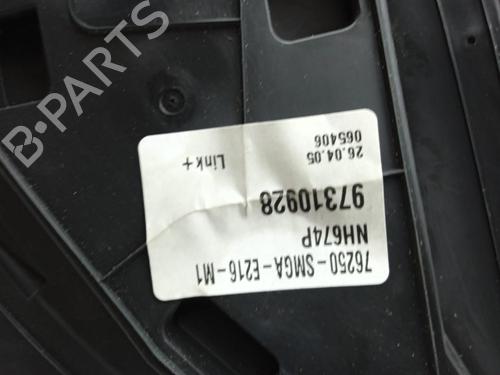 76250-SMGA-E216-M1
NH674P
97310928
Link+
26.04.05
065406
B-PARTS